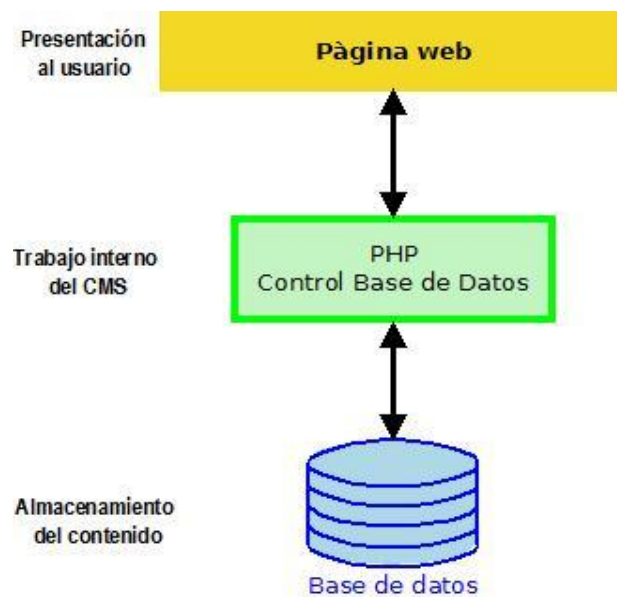 Presentación
al usuario
Pàgina web
Trabajo interno
del CMS
PHP
Control Base de Datos
Almacenamiento
del contenido
Base de datos